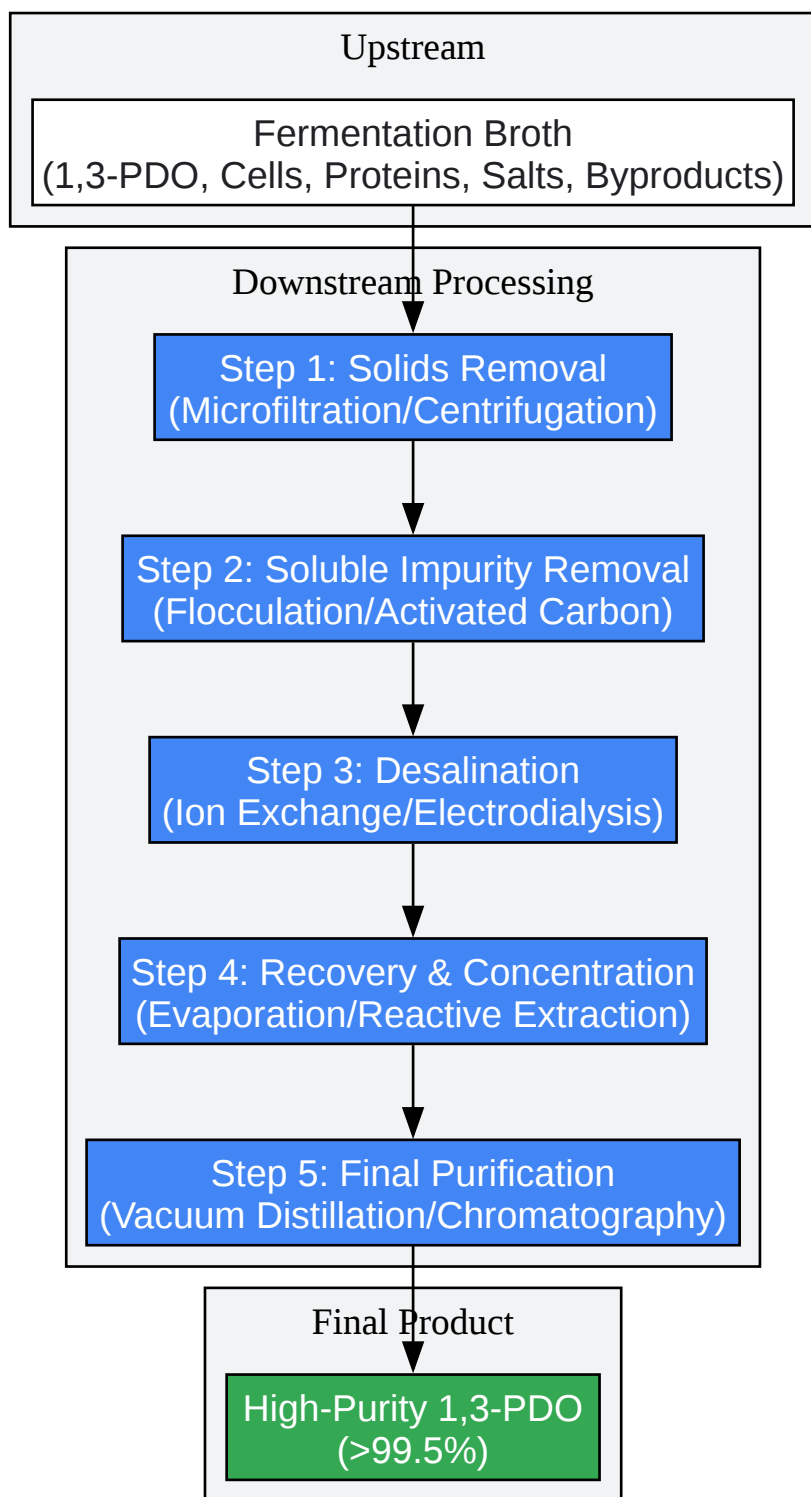 Upstream
Fermentation Broth
(1,3-PDO, Cells, Proteins, Salts, Byproducts)
Downstream Processing
Step 1: Solids Removal
(Microfiltration/Centrifugation)
Step 2: Soluble Impurity Removal
(Flocculation/Activated Carbon)
Step 3: Desalination
(Ion Exchange/Electrodialysis)
Step 4: Recovery & Concentration
(Evaporation/Reactive Extraction)
Step 5: Final Purification
(Vacuum Distillation/Chromatography)
Final Product
High-Purity 1,3-PDO
(>99.5%)